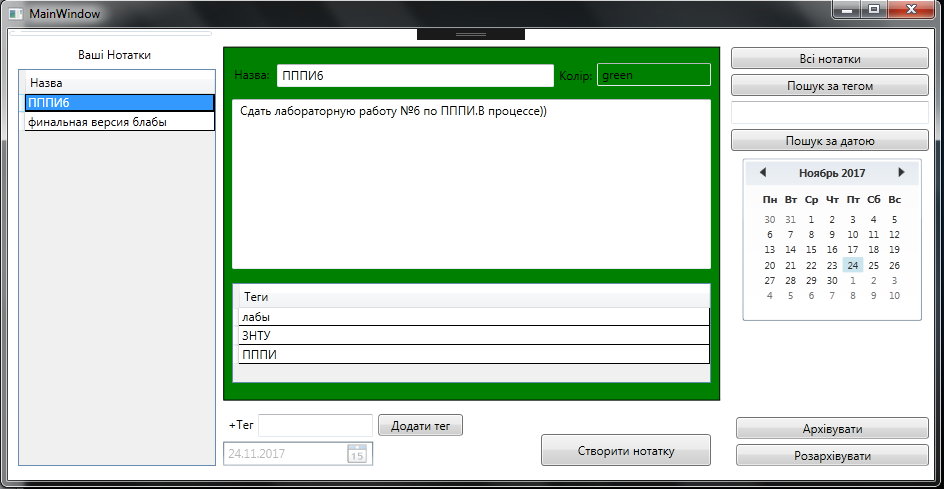 MainWindow
Ваші Нотатки
Назва
ПППИ6
финальная версия 6лабы
Назва:
ПППИ6
Колір:
green
Сдать лабораторную работу №6 по ПППИ.В процессе))
Теги
лабы
ЗНТУ
ПППИ
+Тег
Додати тег
24.11.2017
15
Створити нотатку
Всі нотатки
Пошук за тегом
Пошук за датою
Ноябрь 2017
Пн Вт Ср Чт Пт Сб Вс
30 31 1 2 3 4 5
6 7 8 9 10 11 12
13 14 15 16 17 18 19
20 21 22 23 24 25 26
27 28 29 30 1 2 3
4 5 6 7 8 9 10
Архівувати
Розархівувати